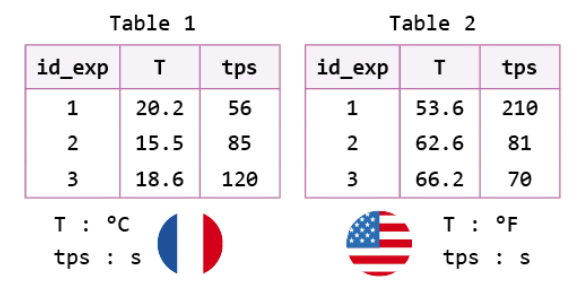 Table 1
id_exp T tps
1 20.2 56
2 15.5 85
3 18.6 120
T : °C
tps : s
Table 2
id_exp T tps
1 53.6 210
2 62.6 81
3 66.2 70
T : °F
tps : s